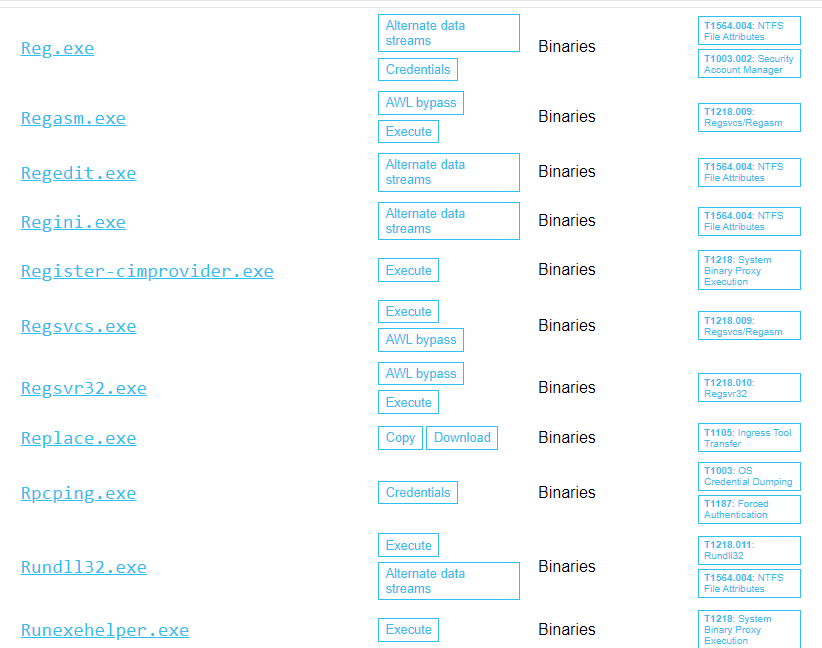 Reg.exe
Alternate data
streams
Credentials
Binaries
T1564.004: NTFS
File Attributes
T1003.002: Security
Account Manager
Regasm.exe
AWL bypass
Execute
Binaries
T1218.009:
Regsvcs/Regasm
Regedit.exe
Alternate data
streams
Binaries
T1564.004: NTFS
File Attributes
Regini.exe
Alternate data
streams
Binaries
T1564.004: NTFS
File Attributes
Register-cimprovider.exe
Execute
Binaries
T1218: System
Binary Proxy
Execution
Regsvcs.exe
Execute
AWL bypass
Binaries
T1218.009:
Regsvcs/Regasm
Regsvr32.exe
AWL bypass
Execute
Binaries
T1218.010:
Regsvr32
Replace.exe
Copy Download
Binaries
T1105: Ingress Tool
Transfer
Rpcping.exe
Credentials
Binaries
T1003: OS
Credential Dumping
T1187: Forced
Authentication
Rundll32.exe
Execute
Alternate data
streams
Binaries
T1218.011:
Rundll32
T1564.004: NTFS
File Attributes
Runexehelper.exe
Execute
Binaries
T1218: System
Binary Proxy
Execution